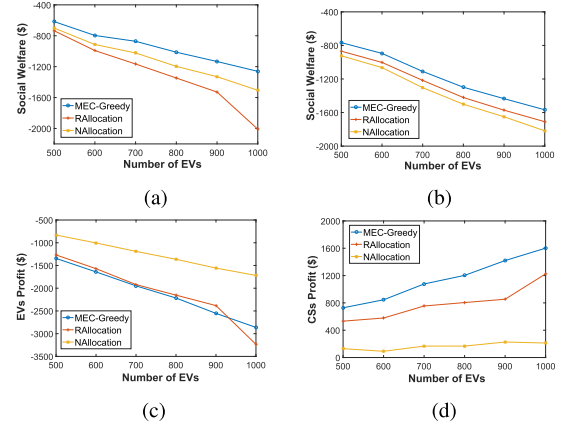 -400
-800
-1200
-1600
-2000
Social Welfare ($)
MEC-Greedy
RAllocation
NAllocation
500 600 700 800 900 1000
Number of EVs
(a)
-400
-800
-1200
-1600
-2000
Social Welfare ($)
MEC-Greedy
RAllocation
NAllocation
500 600 700 800 900 1000
Number of EVs
(b)
-500
-1000
-1500
-2000
-2500
-3000
-3500
EVs Profit ($)
MEC-Greedy
RAllocation
NAllocation
500 600 700 800 900 1000
Number of EVs
(c)
2000
1600
1200
800
400
0
CSs Profit ($)
MEC-Greedy
RAllocation
NAllocation
500 600 700 800 900 1000
Number of EVs
(d)